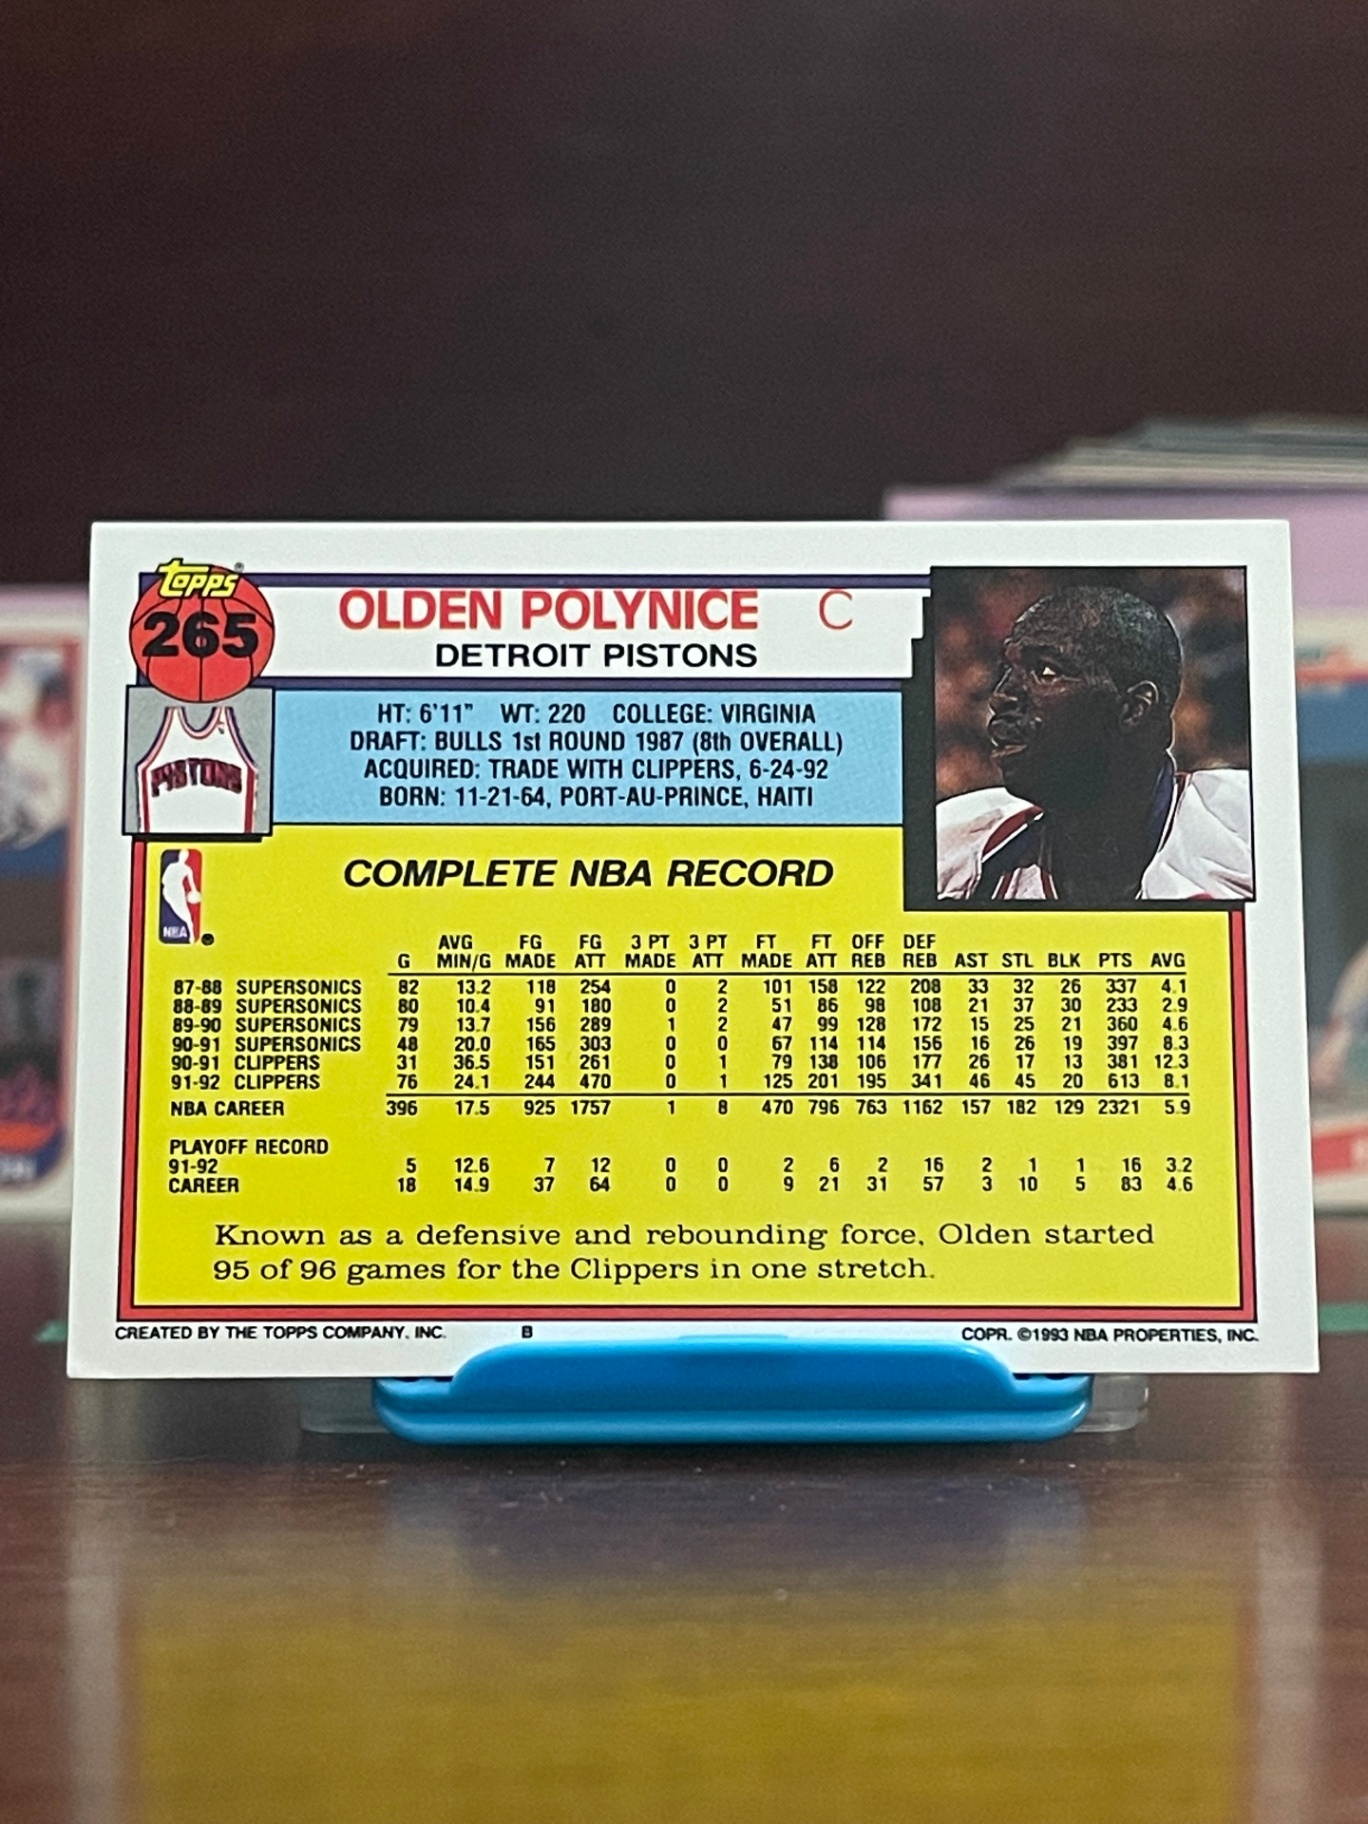 Topps
265
OLDEN POLYNICE C
DETROIT PISTONS
PISTONS
HT: 6'11" WT: 220 COLLEGE: VIRGINIA
DRAFT: BULLS 1st ROUND 1987 (8th OVERALL)
ACQUIRED: TRADE WITH CLIPPERS, 6-24-92
BORN: 11-21-64, PORT-AU-PRINCE, HAITI
NBA
COMPLETE NBA RECORD
AVG FG FG 3 PT 3 PT FT FT OFF DEF
G MIN/G MADE ATT MADE ATT MADE ATT REB REB AST STL BLK PTS AVG
87-88 SUPERSONICS 82 13.2 118 254 0 2 101 158 122 208 33 32 26 337 4.1
88-89 SUPERSONICS 80 10.4 91 180 0 2 51 86 98 108 21 37 30 233 2.9
89-90 SUPERSONICS 79 13.7 156 289 1 2 47 99 128 172 15 25 21 360 4.6
90-91 SUPERSONICS 48 20.0 165 303 0 0 67 114 114 156 16 26 19 397 8.3
90-91 CLIPPERS 31 36.5 151 261 0 1 79 138 106 177 26 17 13 381 12.3
91-92 CLIPPERS 76 24.1 244 470 0 1 125 201 195 341 46 45 20 613 8.1
NBA CAREER 396 17.5 925 1757 1 8 470 796 763 1162 157 182 129 2321 5.9
PLAYOFF RECORD
91-92 5 12.6 7 12 0 0 2 6 2 16 2 1 1 16 3.2
CAREER 18 14.9 37 64 0 0 9 21 31 57 3 10 5 83 4.6
Known as a defensive and rebounding force, Olden started
95 of 96 games for the Clippers in one stretch.
CREATED BY THE TOPPS COMPANY, INC. B COPR. ©1993 NBA PROPERTIES, INC.